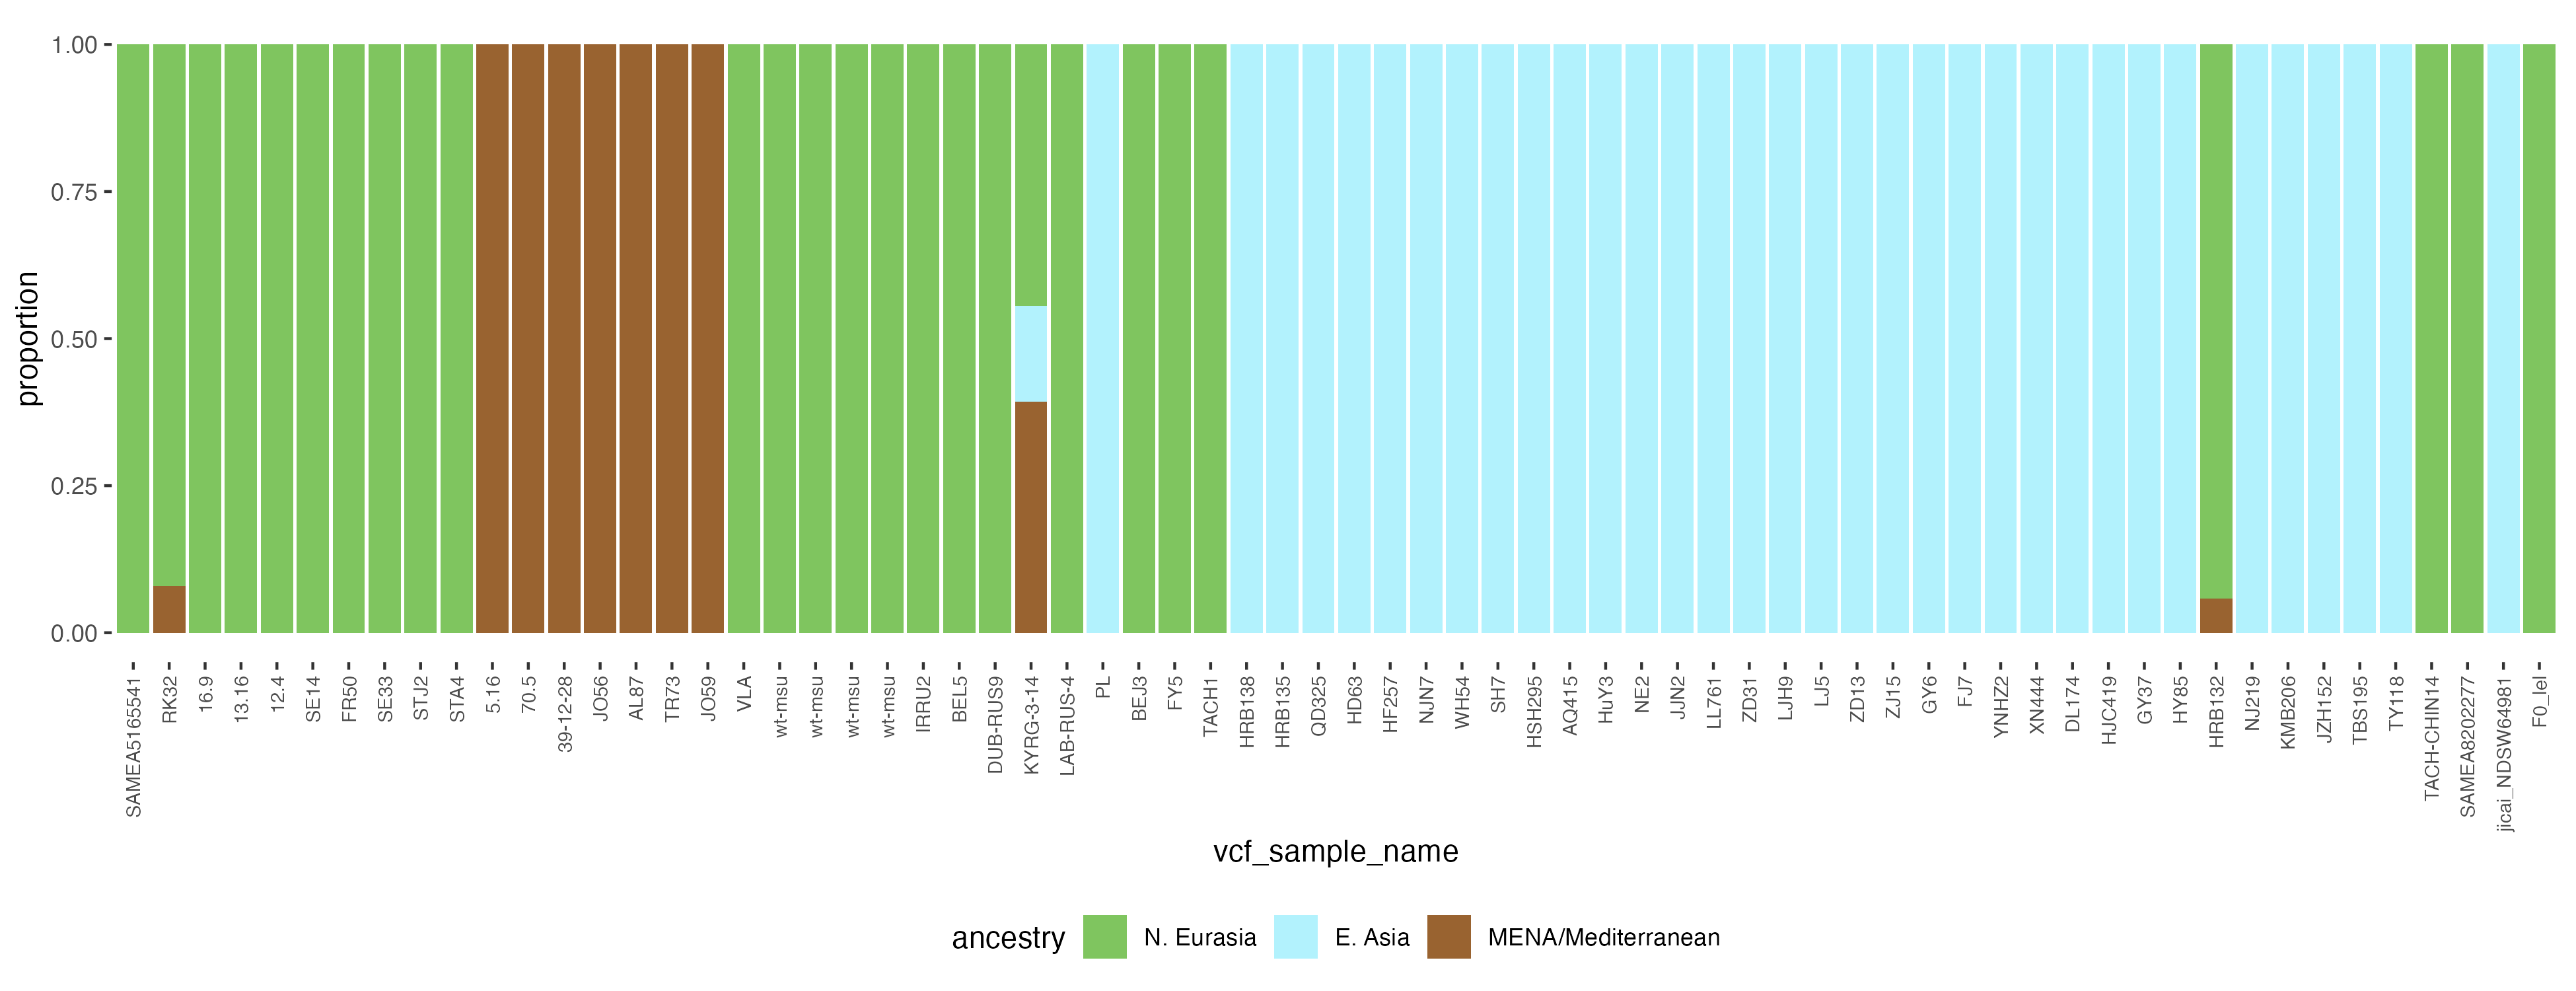 1.00
0.75
0.50
0.25
0.00
proportion
SAMEA5165541
RK32
16.9
13.16
12.4
SE14
FR50
SE33
STJ2
STA4
5.16
70.5
39-12-28
JO56
AL87
TR73
JO59
VLA
wt-msu
wt-msu
wt-msu
wt-msu
IRRU2
BEL5
DUB-RUS9
KYRG-3-14
LAB-RUS-4
PL
BEJ3
FY5
TACH1
HRB138
HRB135
QD325
HD63
HF257
NJN7
WH54
SH7
HSH295
AQ415
HuY3
NE2
JJN2
LL761
ZD31
LJH9
LJ5
ZD13
ZJ15
GY6
FJ7
YNHZ2
XN444
DL174
HJC419
GY37
HY85
HRB132
NJ219
KMB206
JZH152
TBS195
TY118
TACH-CHIN14
SAMEA82022277
jicai_NDSW64981
F0_lel
vcf_sample_name
ancestry N. Eurasia E. Asia MENA/Mediterranean